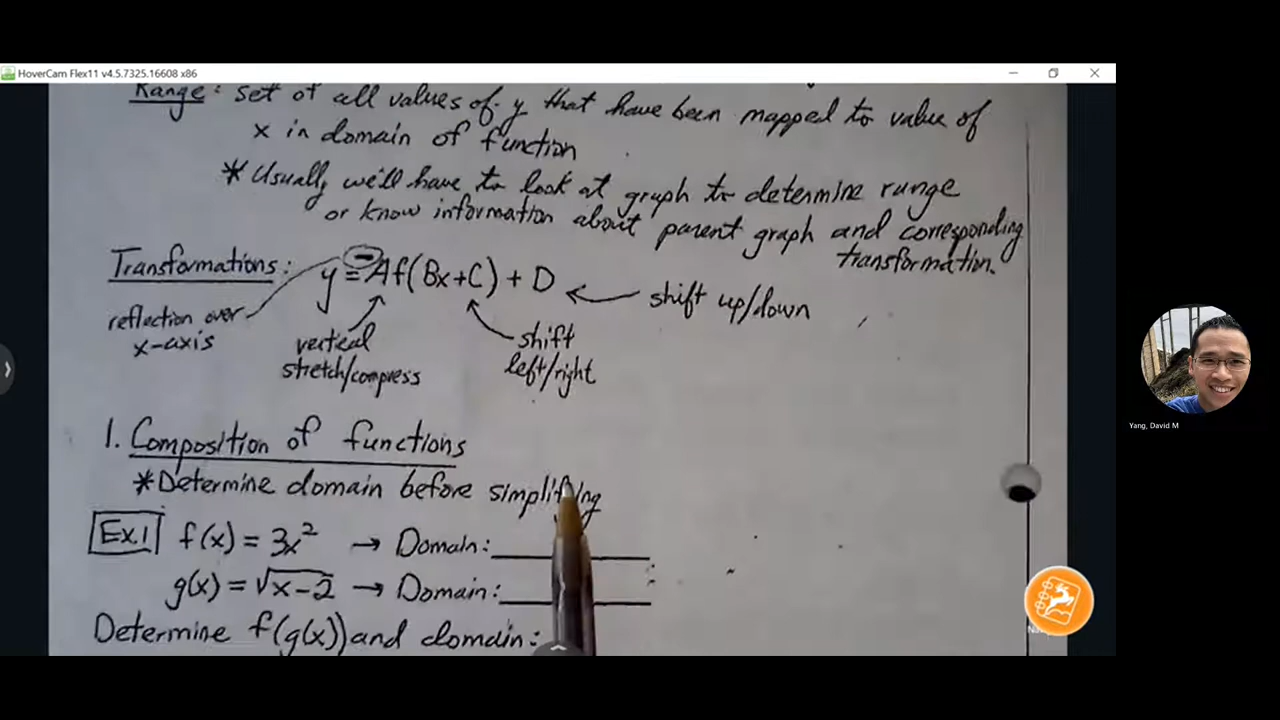 HoverCam Flex11 v4.5.7325.16608 x86
Range: set of all values of y that have been mapped to value of
x in domain of function
* Usually we'll have to look at graph to determine range
or know information about parent graph and corresponding
transformation.
Transformations: y = -Af(Bx+C) + D
shift up/down
reflection over
x-axis
vertical
stretch/compress
shift
left/right
1. Composition of functions
*Determine domain before simplifying
Ex.1 f(x) = 3x² → Domain:
g(x) = √x-2 → Domain:
Determine f(g(x)) and domain:
Yang, David M